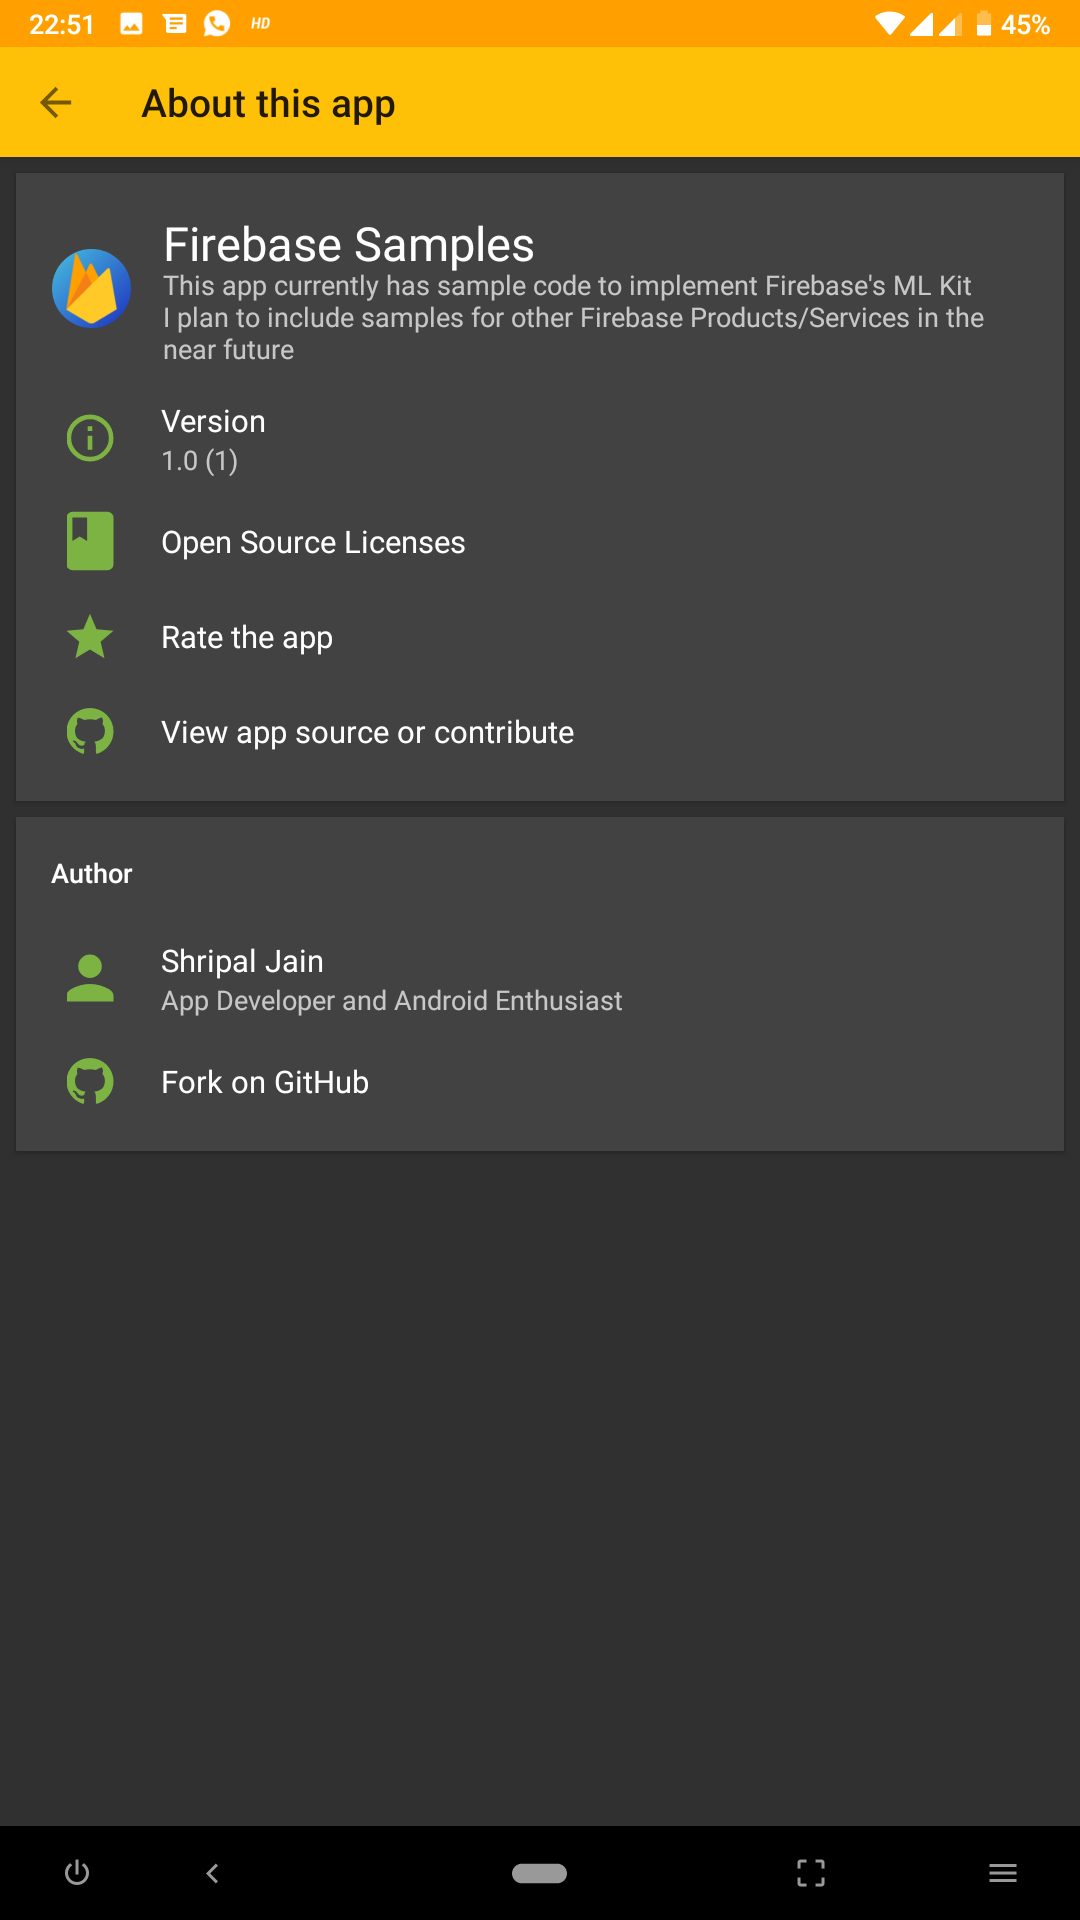 22:51 HD 45%
About this app
Firebase Samples
This app currently has sample code to implement Firebase's ML Kit
I plan to include samples for other Firebase Products/Services in the
near future
Version
1.0 (1)
Open Source Licenses
Rate the app
View app source or contribute
Author
Shripal Jain
App Developer and Android Enthusiast
Fork on GitHub